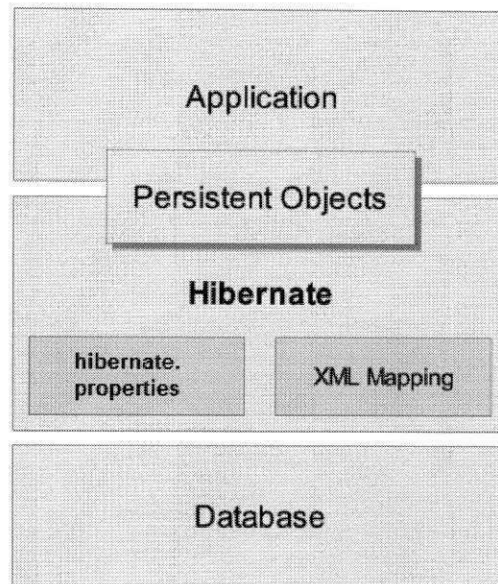 Application
Persistent Objects
Hibernate
hibernate.
properties
XML Mapping
Database